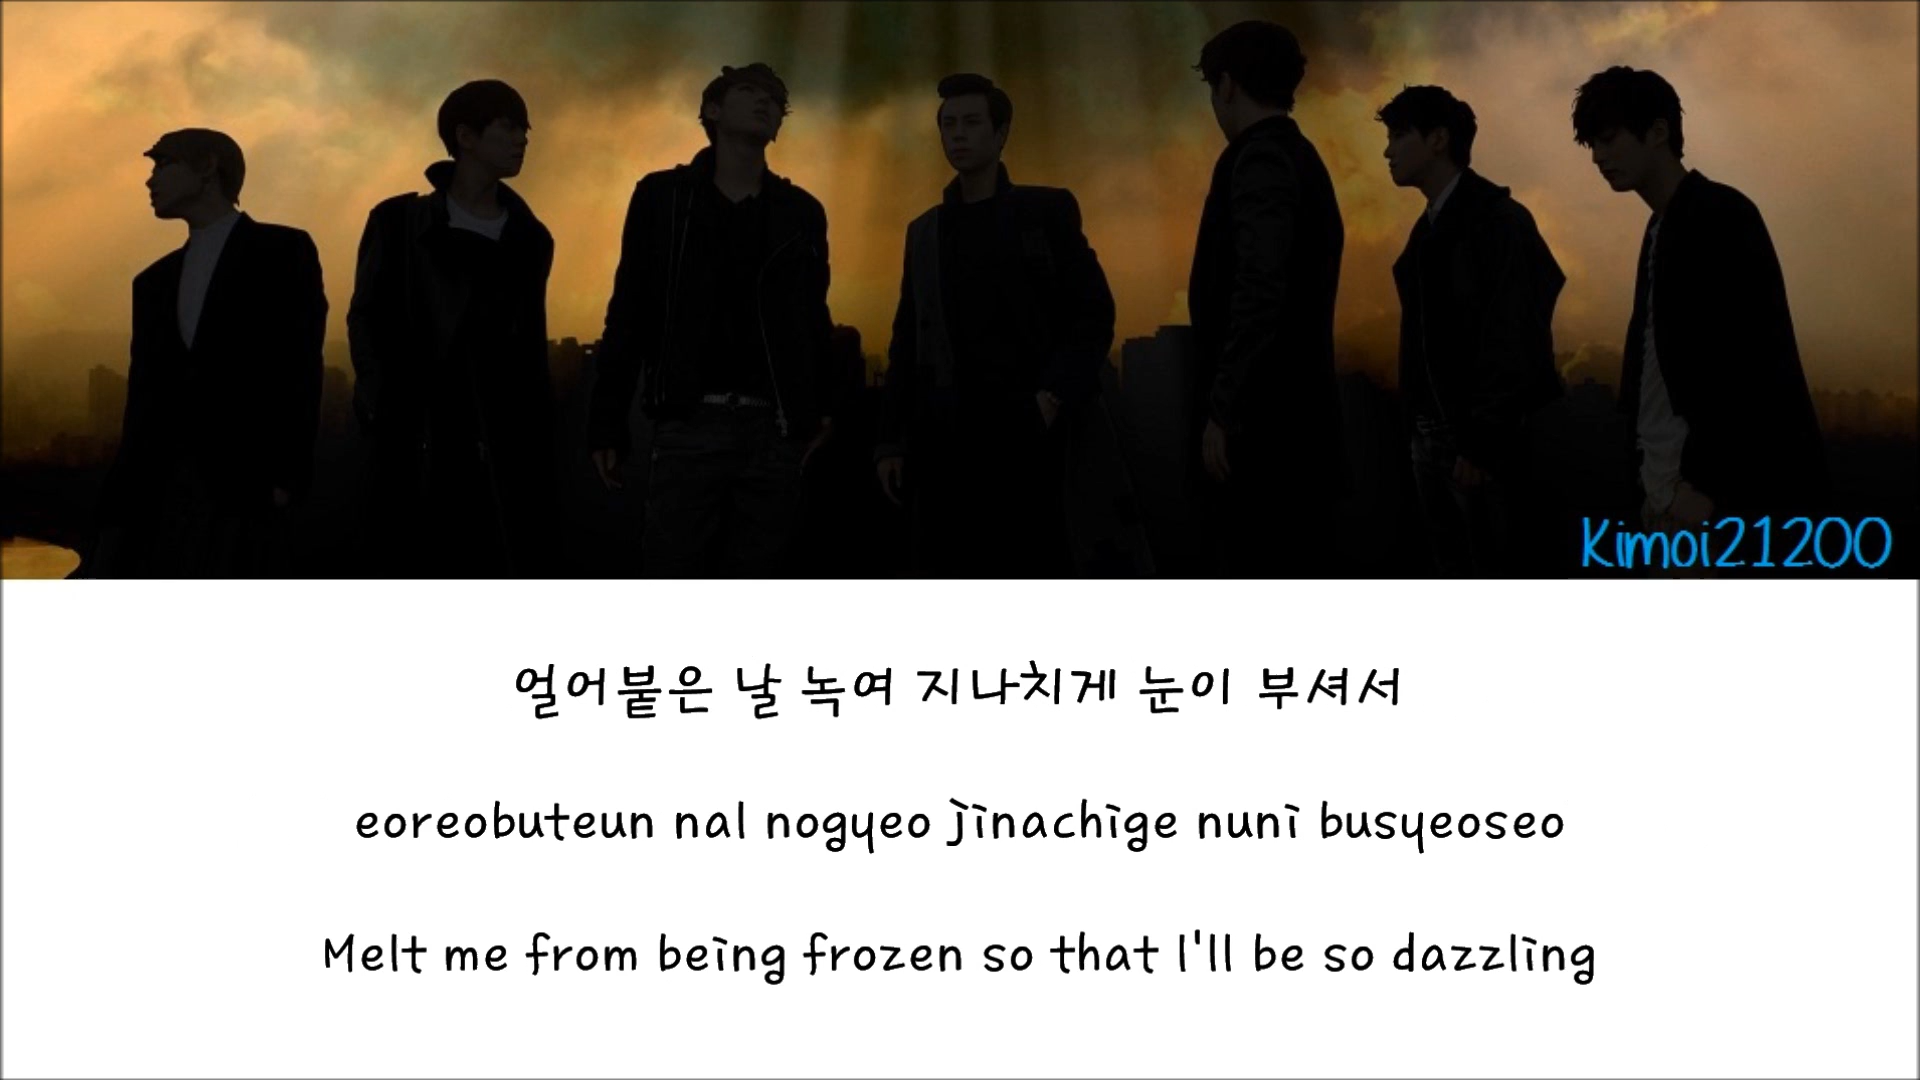 Kimoi21200
얼어붙은 날 녹여 지나치게 눈이 부셔서
eoreobuteun nal nogyeo jinachige nuni busyeoseo
Melt me from being frozen so that I'll be so dazzling